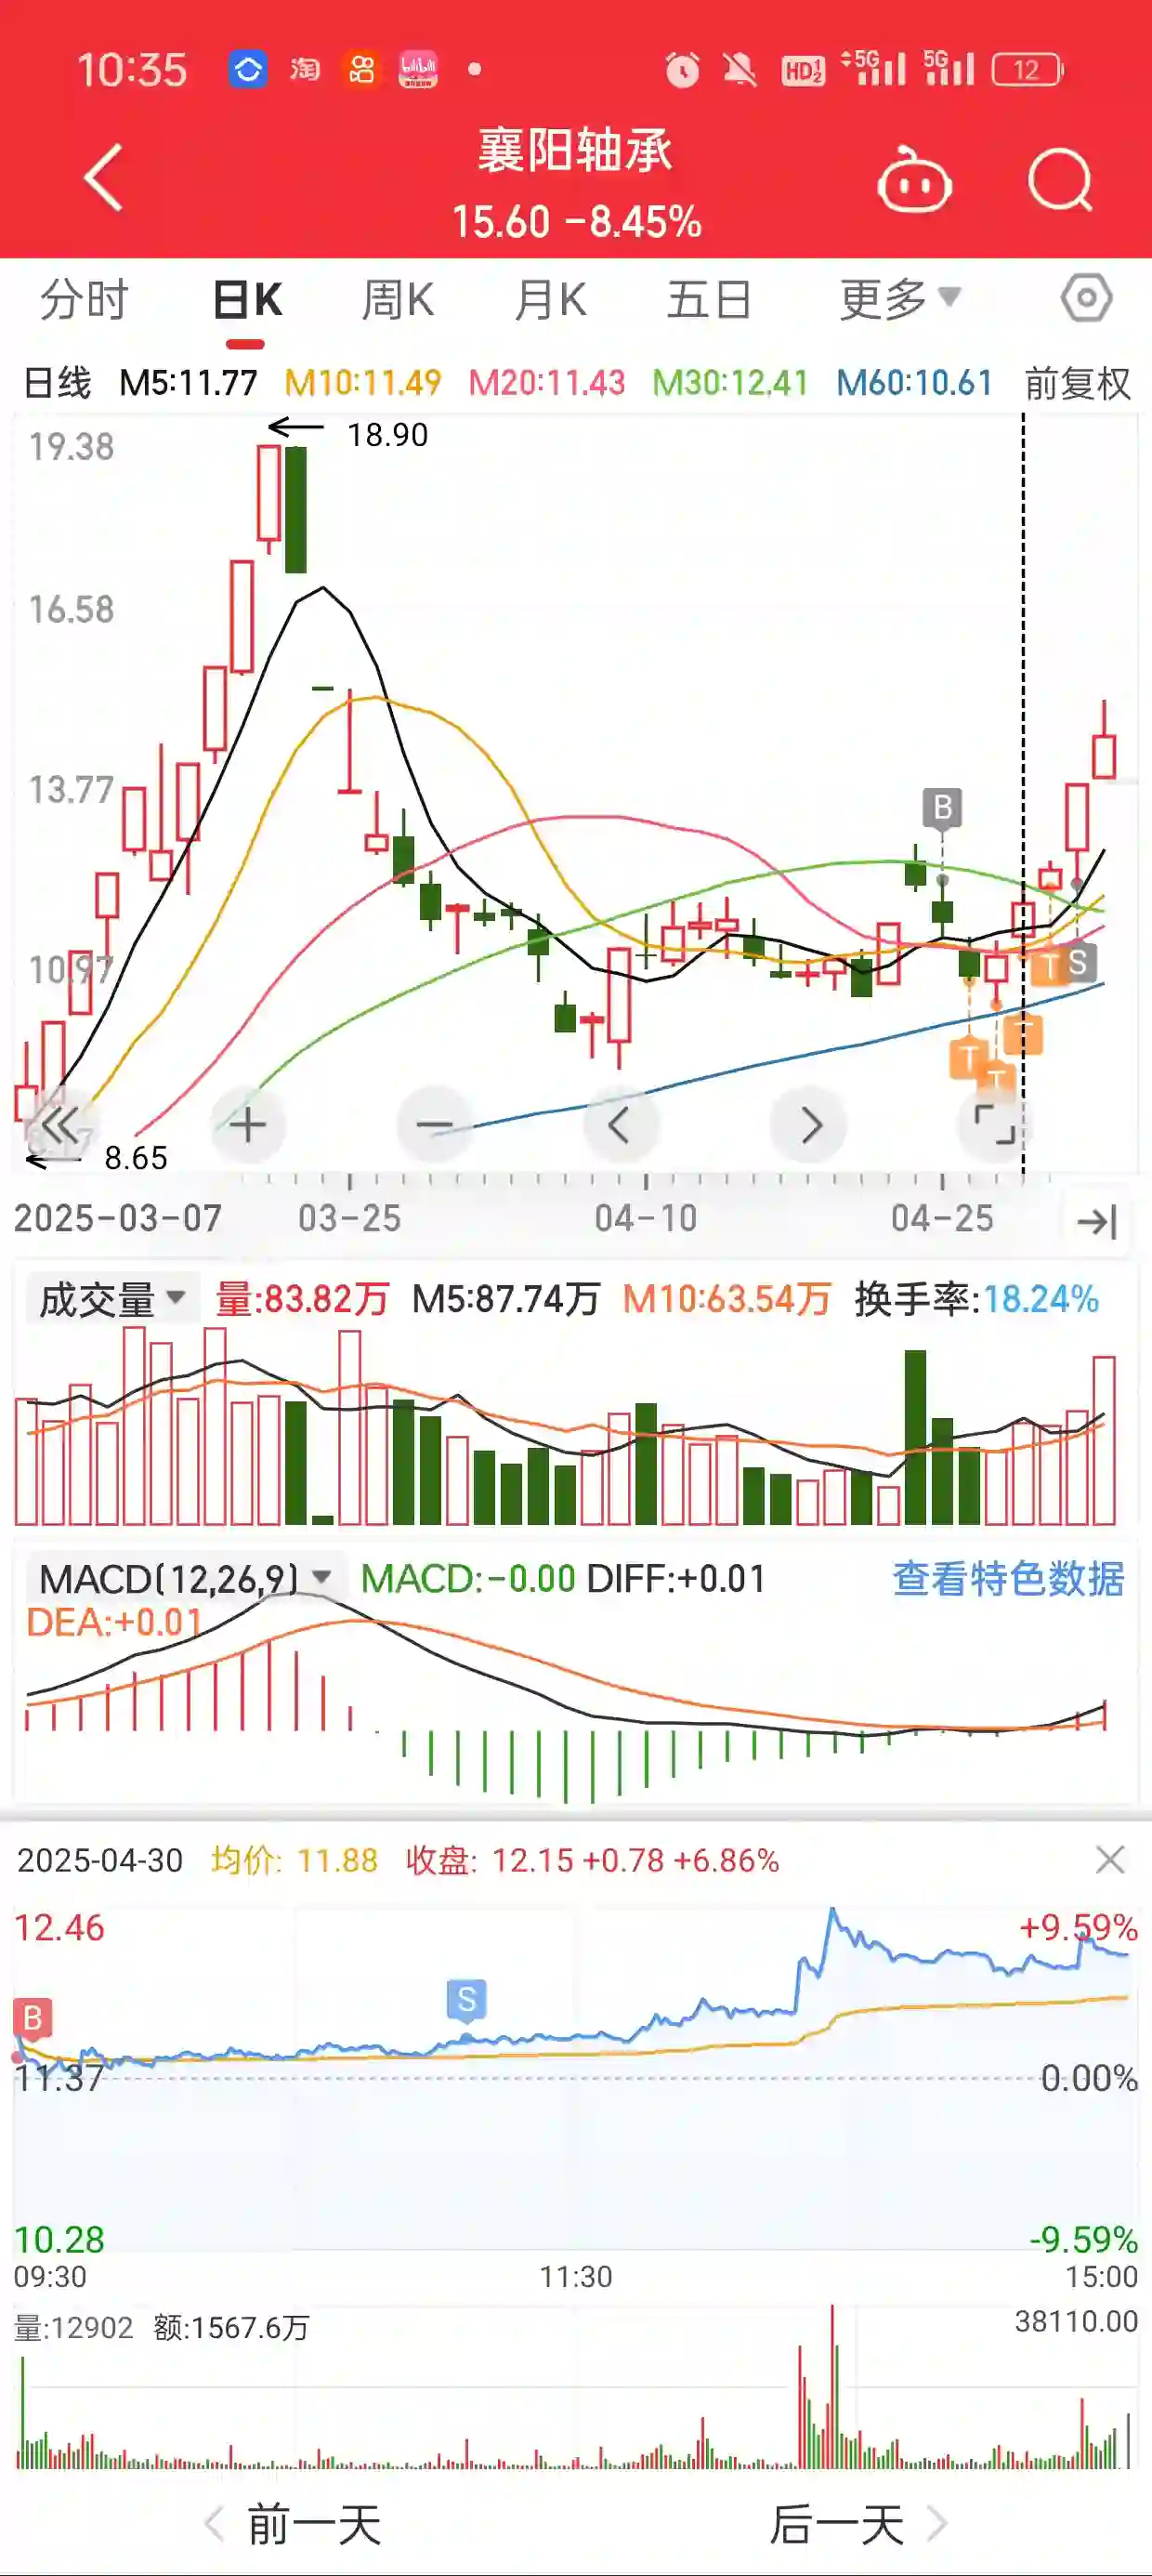 10:35 淘 bilibili HD 1 2 5G 5G 12
襄阳轴承
15.60 -8.45%
分时 日K 周K 月K 五日 更多
日线 M5:11.77 M10:11.49 M20:11.43 M30:12.41 M60:10.61 前复权
18.90
19.38
16.58
13.77
B
10.97
T S
T
T
T
8.65
2025-03-07 03-25 04-10 04-25
成交量 量:83.82万 M5:87.74万 M10:63.54万 换手率:18.24%
MACD(12,26,9) MACD:-0.00 DIFF:+0.01 查看特色数据
DEA:+0.01
2025-04-30 均价: 11.88 收盘: 12.15 +0.78 +6.86%
12.46 +9.59%
B S
11.37 0.00%
10.28 -9.59%
09:30 11:30 15:00
量:12902 额:1567.6万 38110.00
前一天 后一天